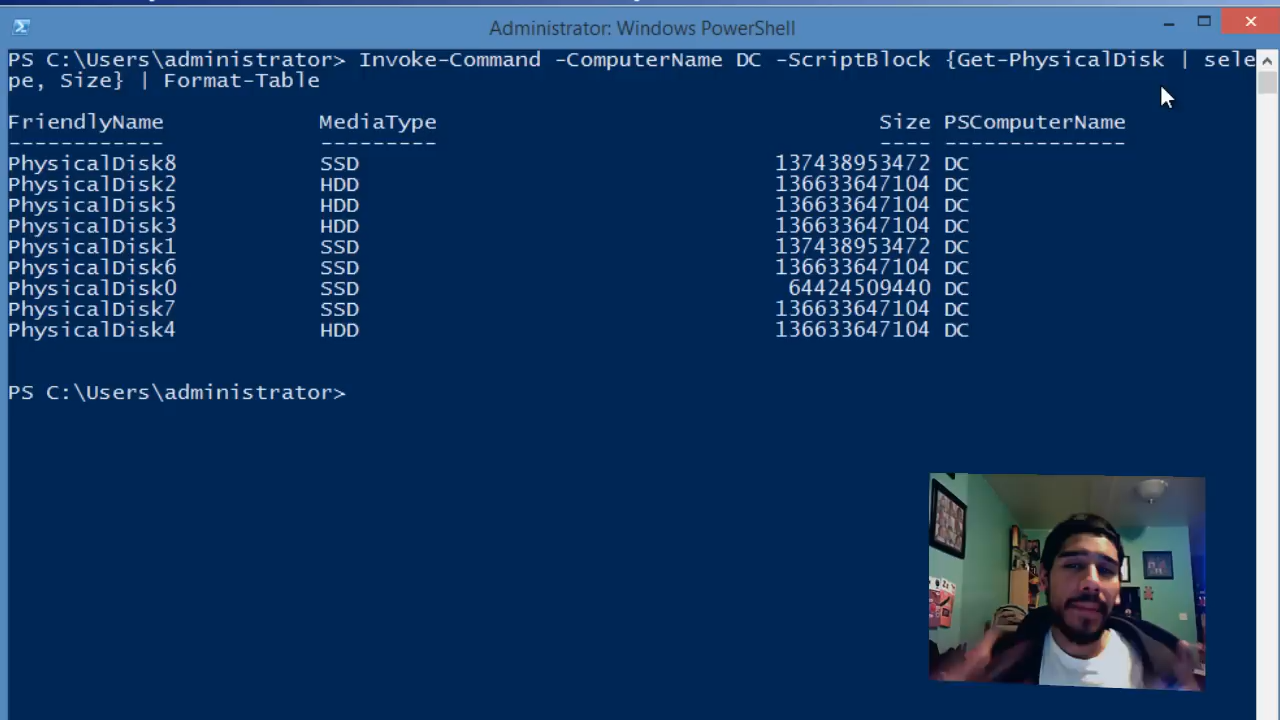 Administrator: Windows PowerShell
PS C:\Users\administrator> Invoke-Command -ComputerName DC -ScriptBlock {Get-PhysicalDisk | sele
pe, Size} | Format-Table
FriendlyName MediaType Size PSComputerName
------------ --------- ---- --------------
PhysicalDisk8 SSD 137438953472 DC
PhysicalDisk2 HDD 136633647104 DC
PhysicalDisk5 HDD 136633647104 DC
PhysicalDisk3 HDD 136633647104 DC
PhysicalDisk1 SSD 137438953472 DC
PhysicalDisk6 SSD 136633647104 DC
PhysicalDisk0 SSD 64424509440 DC
PhysicalDisk7 SSD 136633647104 DC
PhysicalDisk4 HDD 136633647104 DC
PS C:\Users\administrator>